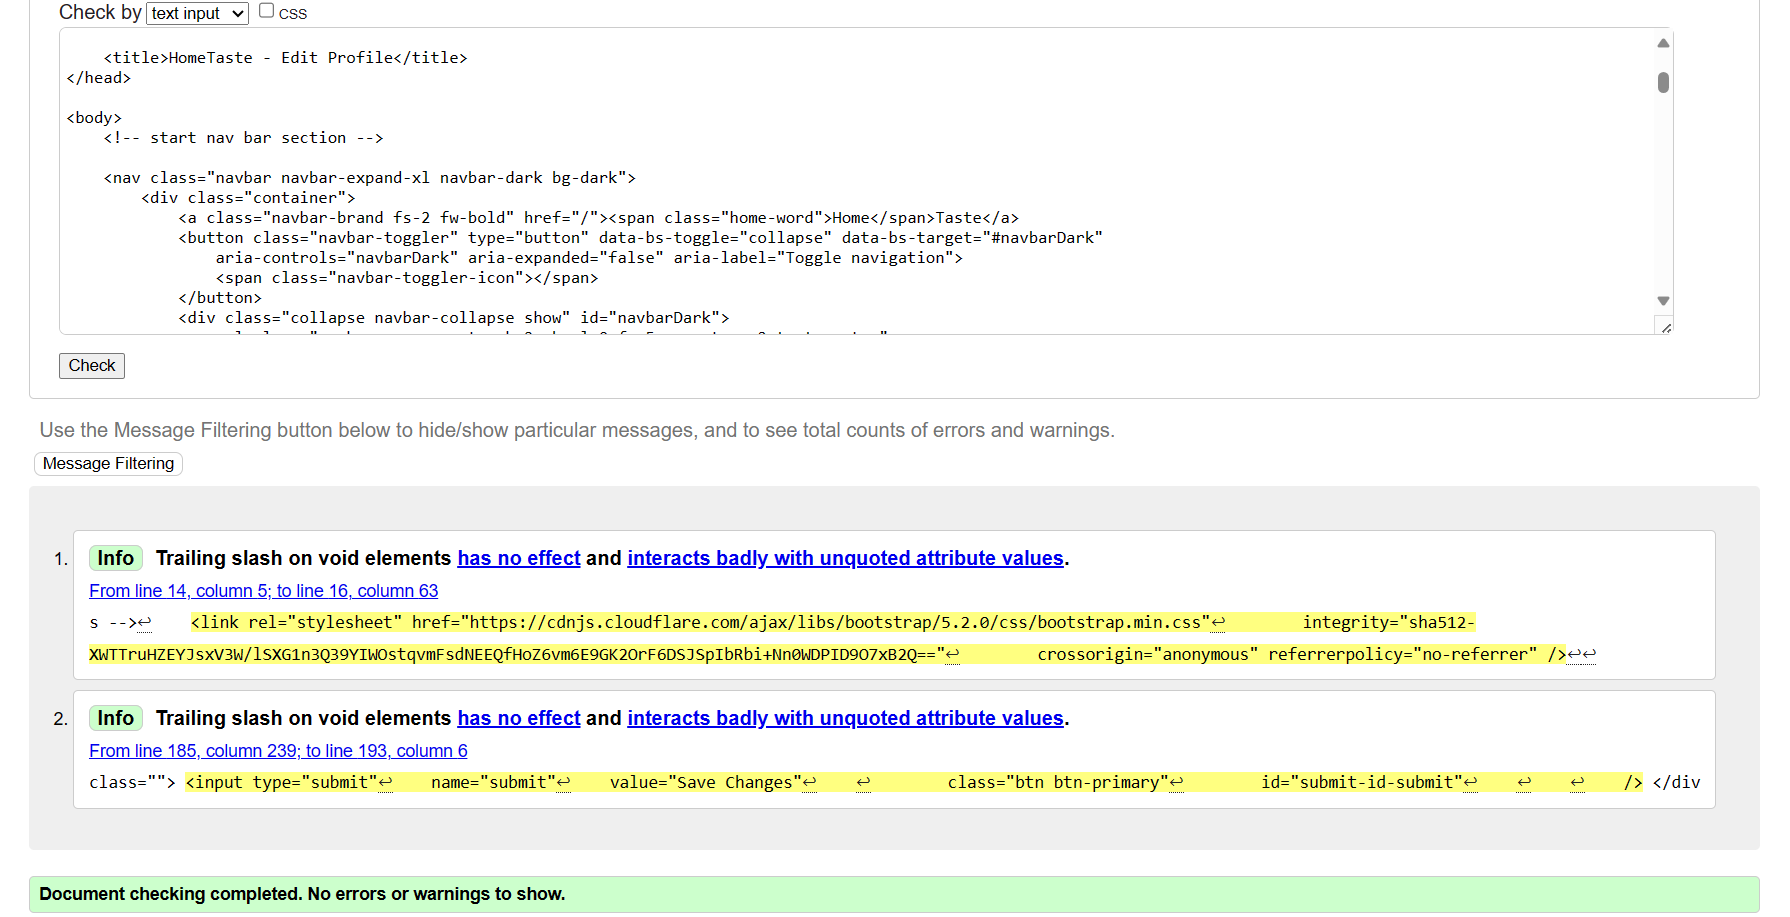 Check by text input CSS
<title>HomeTaste - Edit Profile</title>
</head>
<body>
<!-- start nav bar section -->
<nav class="navbar navbar-expand-xl navbar-dark bg-dark">
<div class="container">
<a class="navbar-brand fs-2 fw-bold" href="/"><span class="home-word">Home</span>Taste</a>
<button class="navbar-toggler" type="button" data-bs-toggle="collapse" data-bs-target="#navbarDark"
aria-controls="navbarDark" aria-expanded="false" aria-label="Toggle navigation">
<span class="navbar-toggler-icon"></span>
</button>
<div class="collapse navbar-collapse show" id="navbarDark">
Check
Use the Message Filtering button below to hide/show particular messages, and to see total counts of errors and warnings.
Message Filtering
1. Info Trailing slash on void elements has no effect and interacts badly with unquoted attribute values.
From line 14, column 5; to line 16, column 63
s -->↩ <link rel="stylesheet" href="https://cdnjs.cloudflare.com/ajax/libs/bootstrap/5.2.0/css/bootstrap.min.css"↩ integrity="sha512-
XWTTruHZEYJsxV3W/lSXG1n3Q39YIWOstqvmFsdNEEQfHoZ6vm6E9GK2OrF6DSJSpIbRbi+Nn0WDPID9O7xB2Q=="↩ crossorigin="anonymous" referrerpolicy="no-referrer" />↩↩
2. Info Trailing slash on void elements has no effect and interacts badly with unquoted attribute values.
From line 185, column 239; to line 193, column 6
class=""> <input type="submit"↩ name="submit"↩ value="Save Changes"↩ ↩ class="btn btn-primary"↩ id="submit-id-submit"↩ ↩ ↩ /> </div
Document checking completed. No errors or warnings to show.